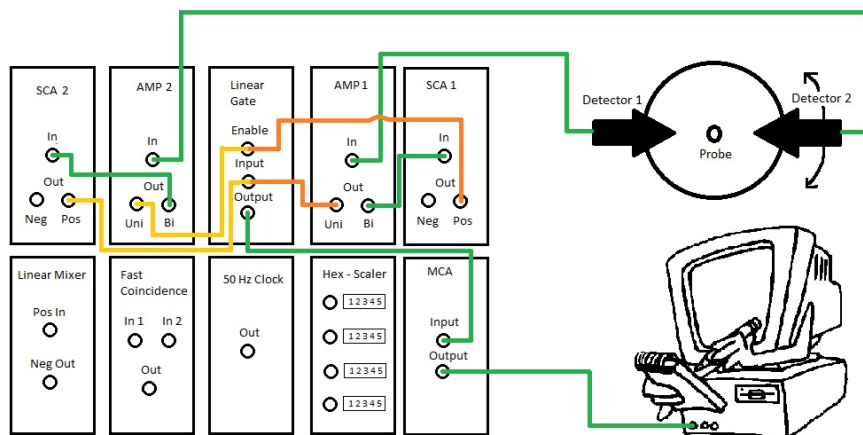 SCA 2
In
Out
Neg Pos
AMP 2
In
Out
Uni Bi
Linear
Gate
Enable
Input
Output
AMP 1
In
Out
Uni Bi
SCA 1
In
Out
Neg Pos
Detector 1
Detector 2
Probe
Linear Mixer
Pos In
Neg Out
Fast
Coincidence
In 1 In 2
Out
50 Hz Clock
Out
Hex - Scaler
12345
12345
12345
12345
MCA
Input
Output